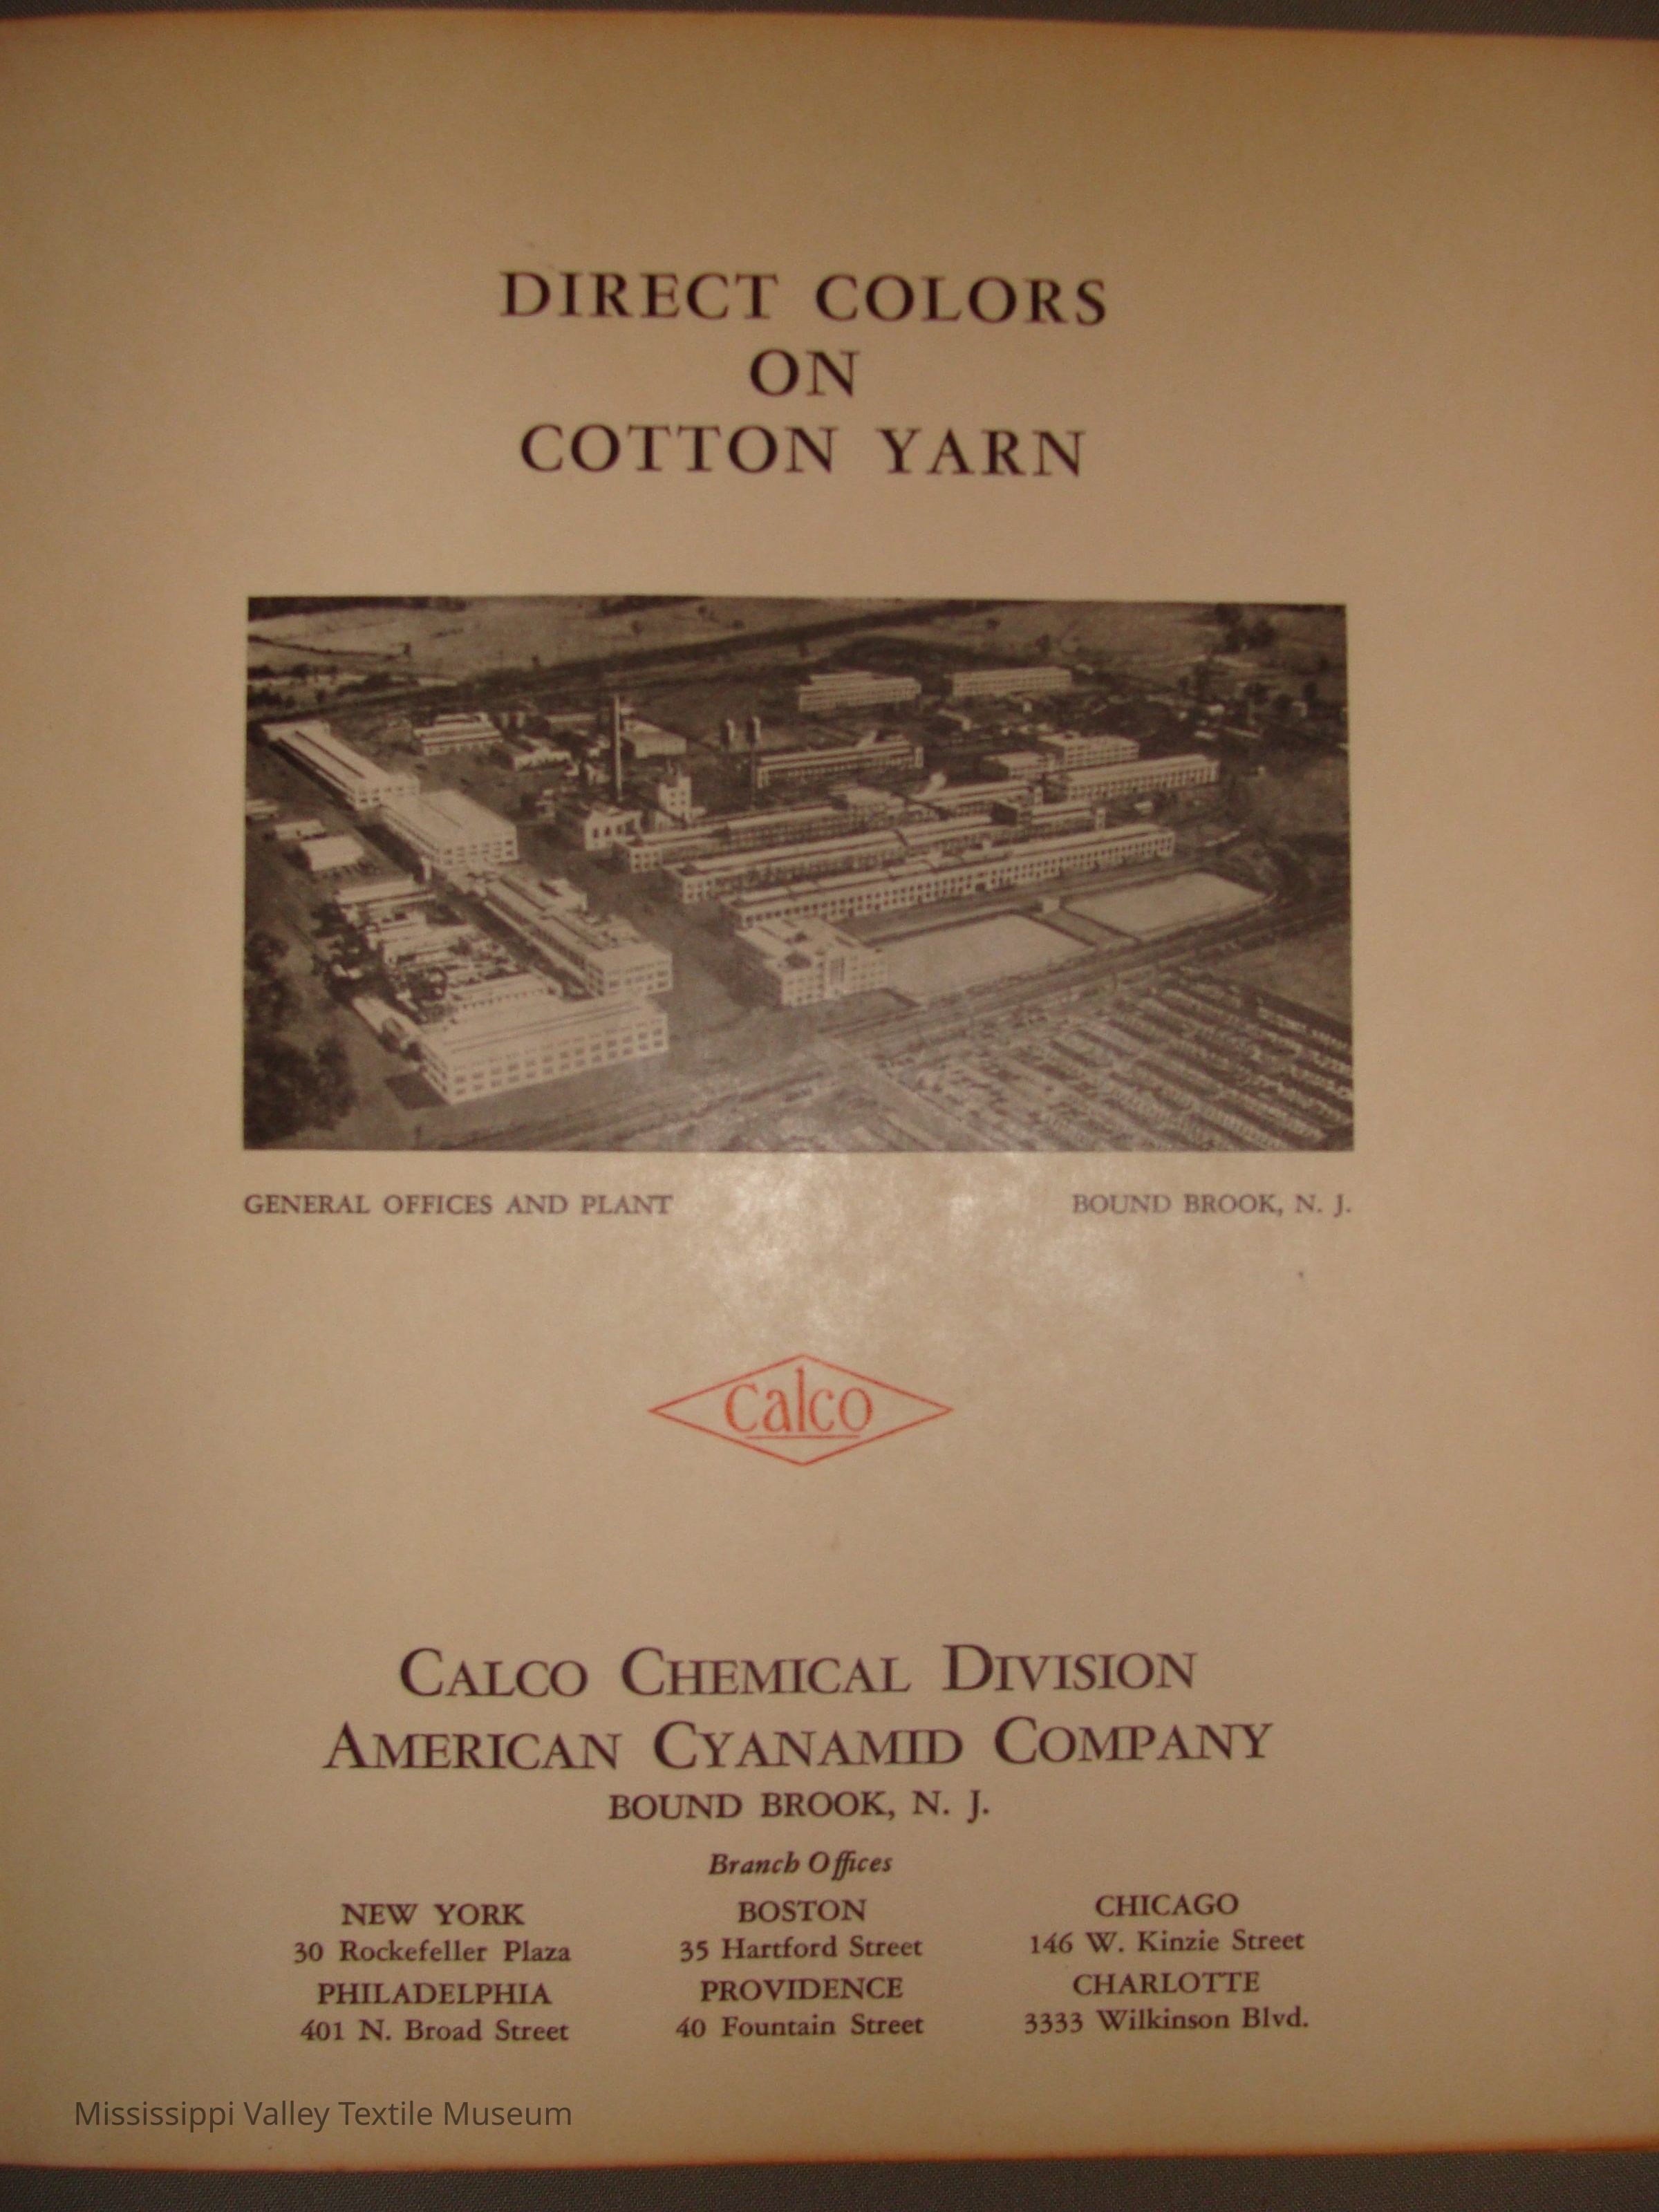 DIRECT COLORS
ON
COTTON YARN
GENERAL OFFICES AND PLANT BOUND BROOK, N. J.
Calco
CALCO CHEMICAL DIVISION
AMERICAN CYANAMID COMPANY
BOUND BROOK, N. J.
Branch Offices
NEW YORK BOSTON CHICAGO
30 Rockefeller Plaza 35 Hartford Street 146 W. Kinzie Street
PHILADELPHIA PROVIDENCE CHARLOTTE
401 N. Broad Street 40 Fountain Street 3333 Wilkinson Blvd.
Mississippi Valley Textile Museum